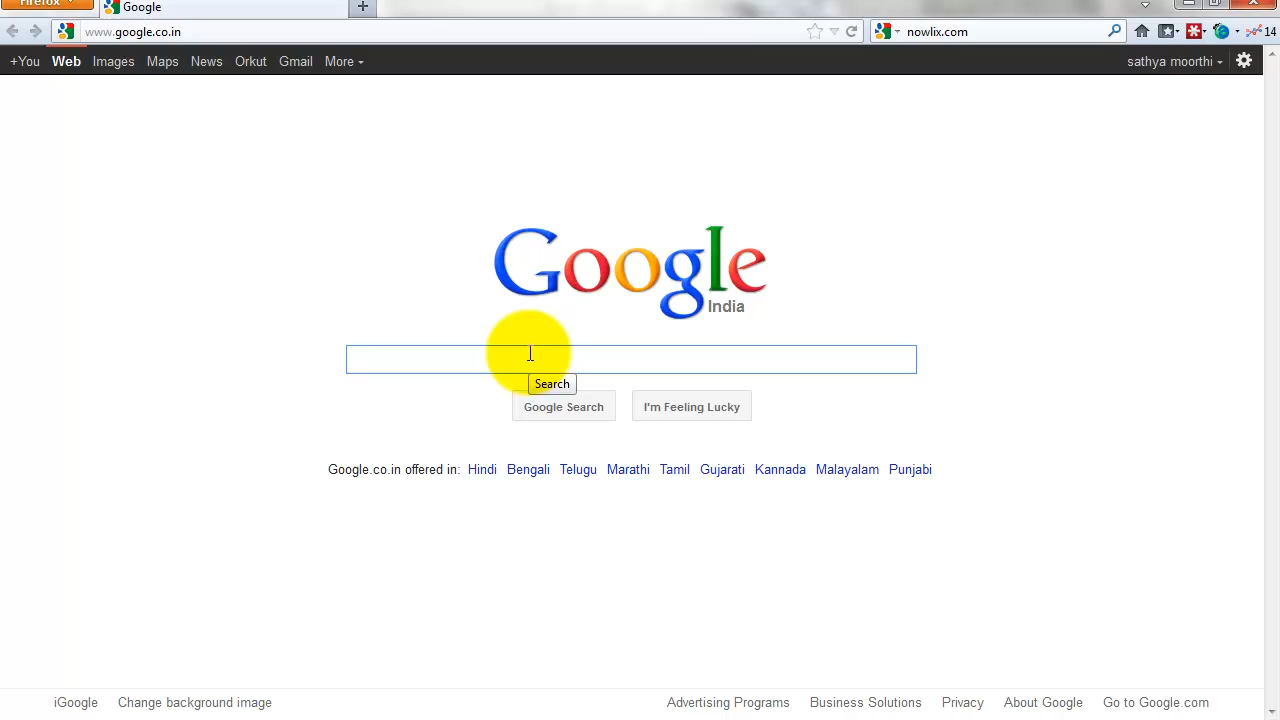 Firefox
Google
www.google.co.in
nowlix.com
14
+You Web Images Maps News Orkut Gmail More
sathya moorthi
Google
India
Search
Google Search
I'm Feeling Lucky
Google.co.in offered in: Hindi Bengali Telugu Marathi Tamil Gujarati Kannada Malayalam Punjabi
iGoogle Change background image
Advertising Programs Business Solutions Privacy About Google Go to Google.com